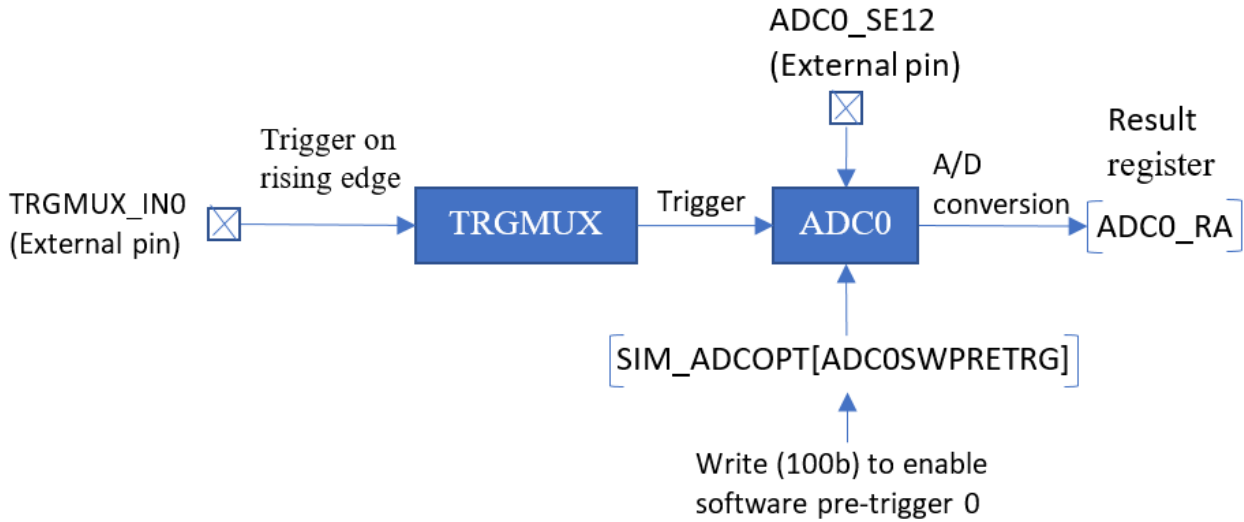 ADC0_SE12
(External pin)
Trigger on
rising edge
TRGMUX_IN0
(External pin)
TRGMUX
Trigger
ADC0
A/D
conversion
Result
register
ADC0_RA
SIM_ADCOPT[ADC0SWPRETRG]
Write (100b) to enable
software pre-trigger 0